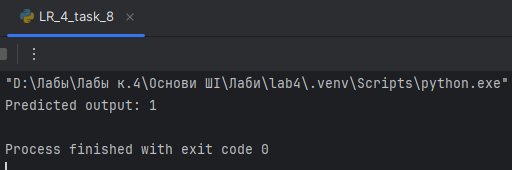 LR_4_task_8
"D:\Лабы\Лабы к.4\Основи ШІ\Лаби\lab4\.venv\Scripts\python.exe"
Predicted output: 1
Process finished with exit code 0